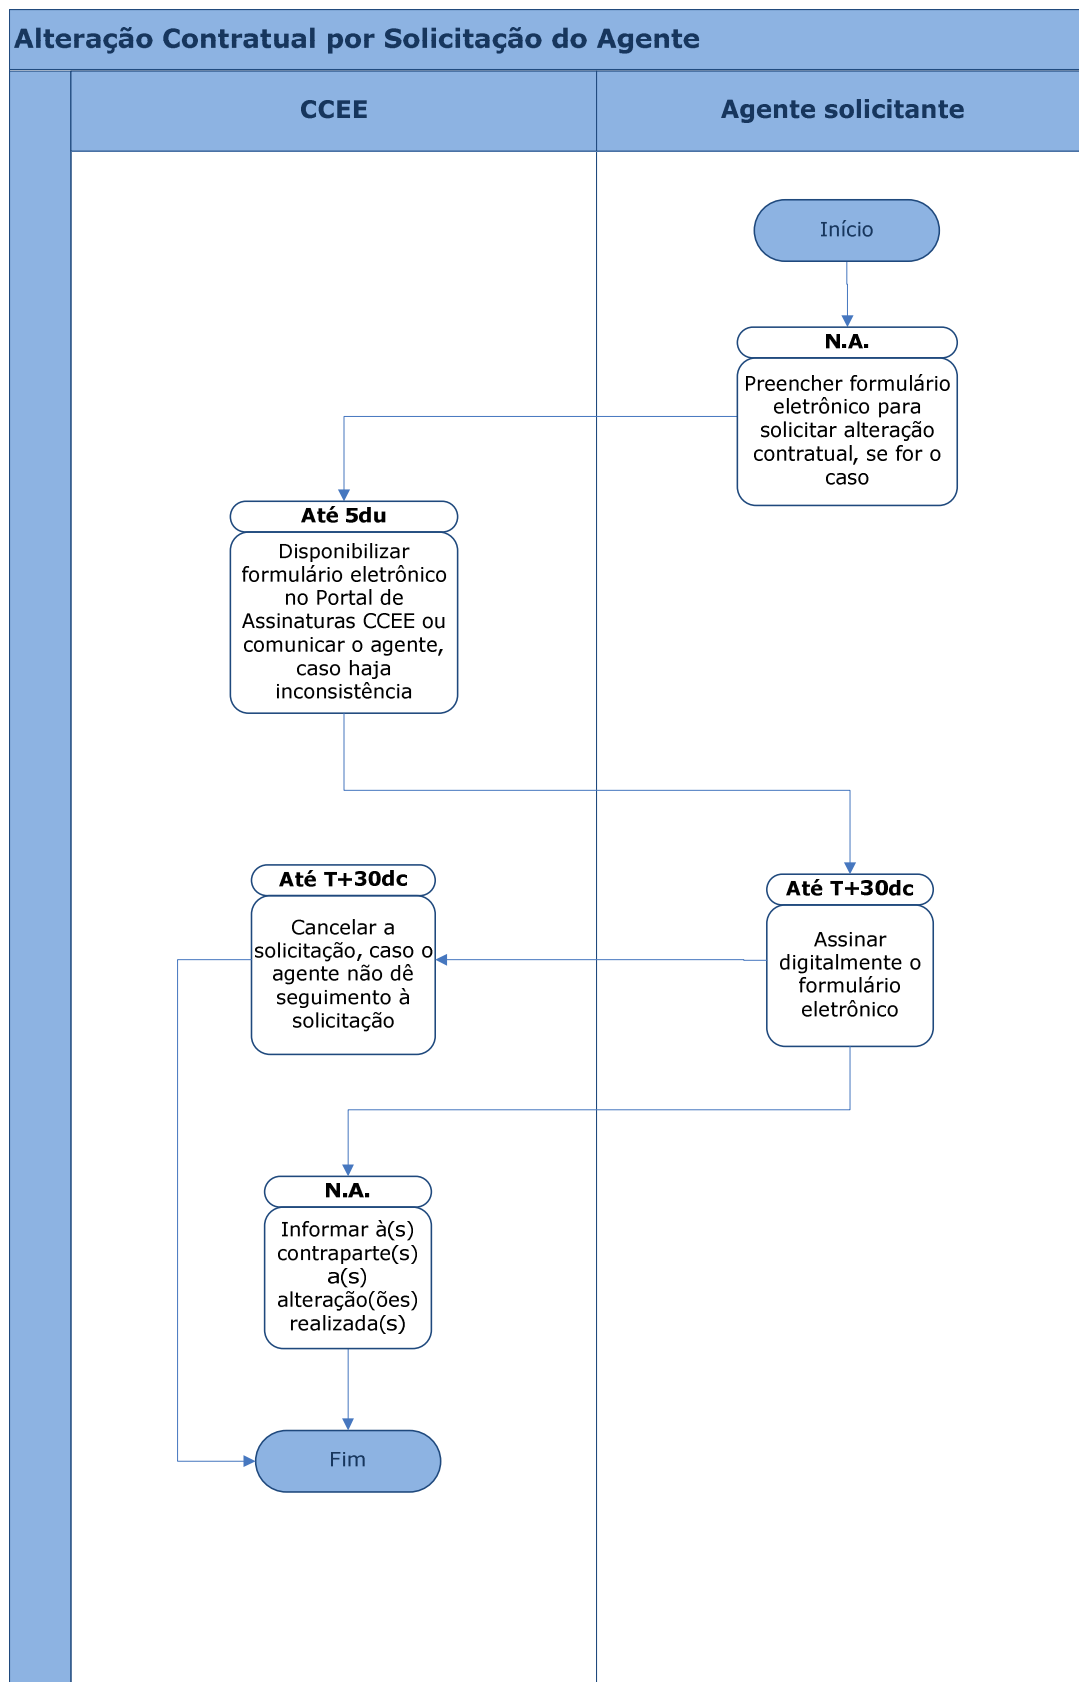 Alteração Contratual por Solicitação do Agente
CCEE
Agente solicitante
Início
N.A.
Preencher formulário
eletrônico para
solicitar alteração
contratual, se for o
caso
Até 5du
Disponibilizar
formulário eletrônico
no Portal de
Assinaturas CCEE ou
comunicar o agente,
caso haja
inconsistência
Até T+30dc
Assinar
digitalmente o
formulário
eletrônico
Até T+30dc
Cancelar a
solicitação, caso o
agente não dê
seguimento à
solicitação
N.A.
Informar à(s)
contraparte(s)
a(s)
alteração(ões)
realizada(s)
Fim